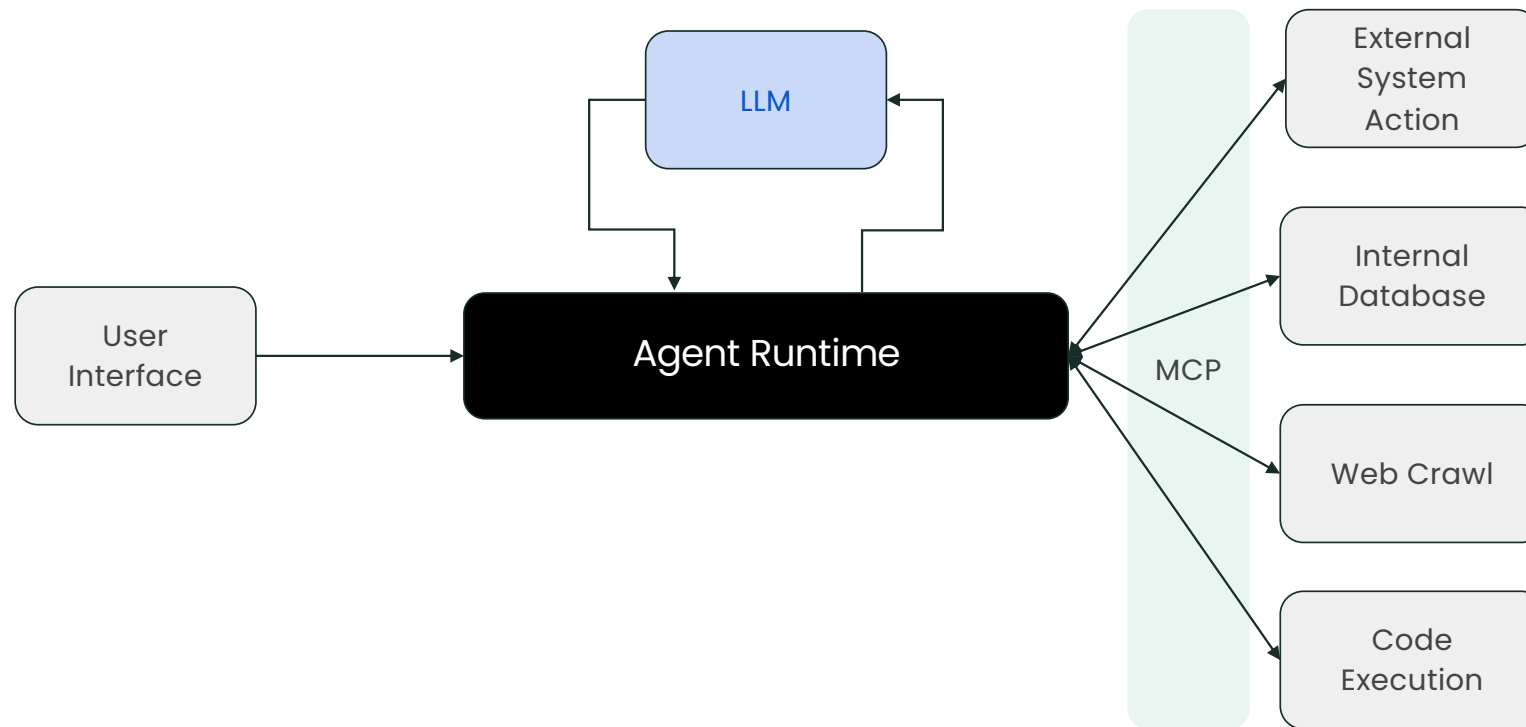 LLM
User
Interface
Agent Runtime
MCP
External
System
Action
Internal
Database
Web Crawl
Code
Execution